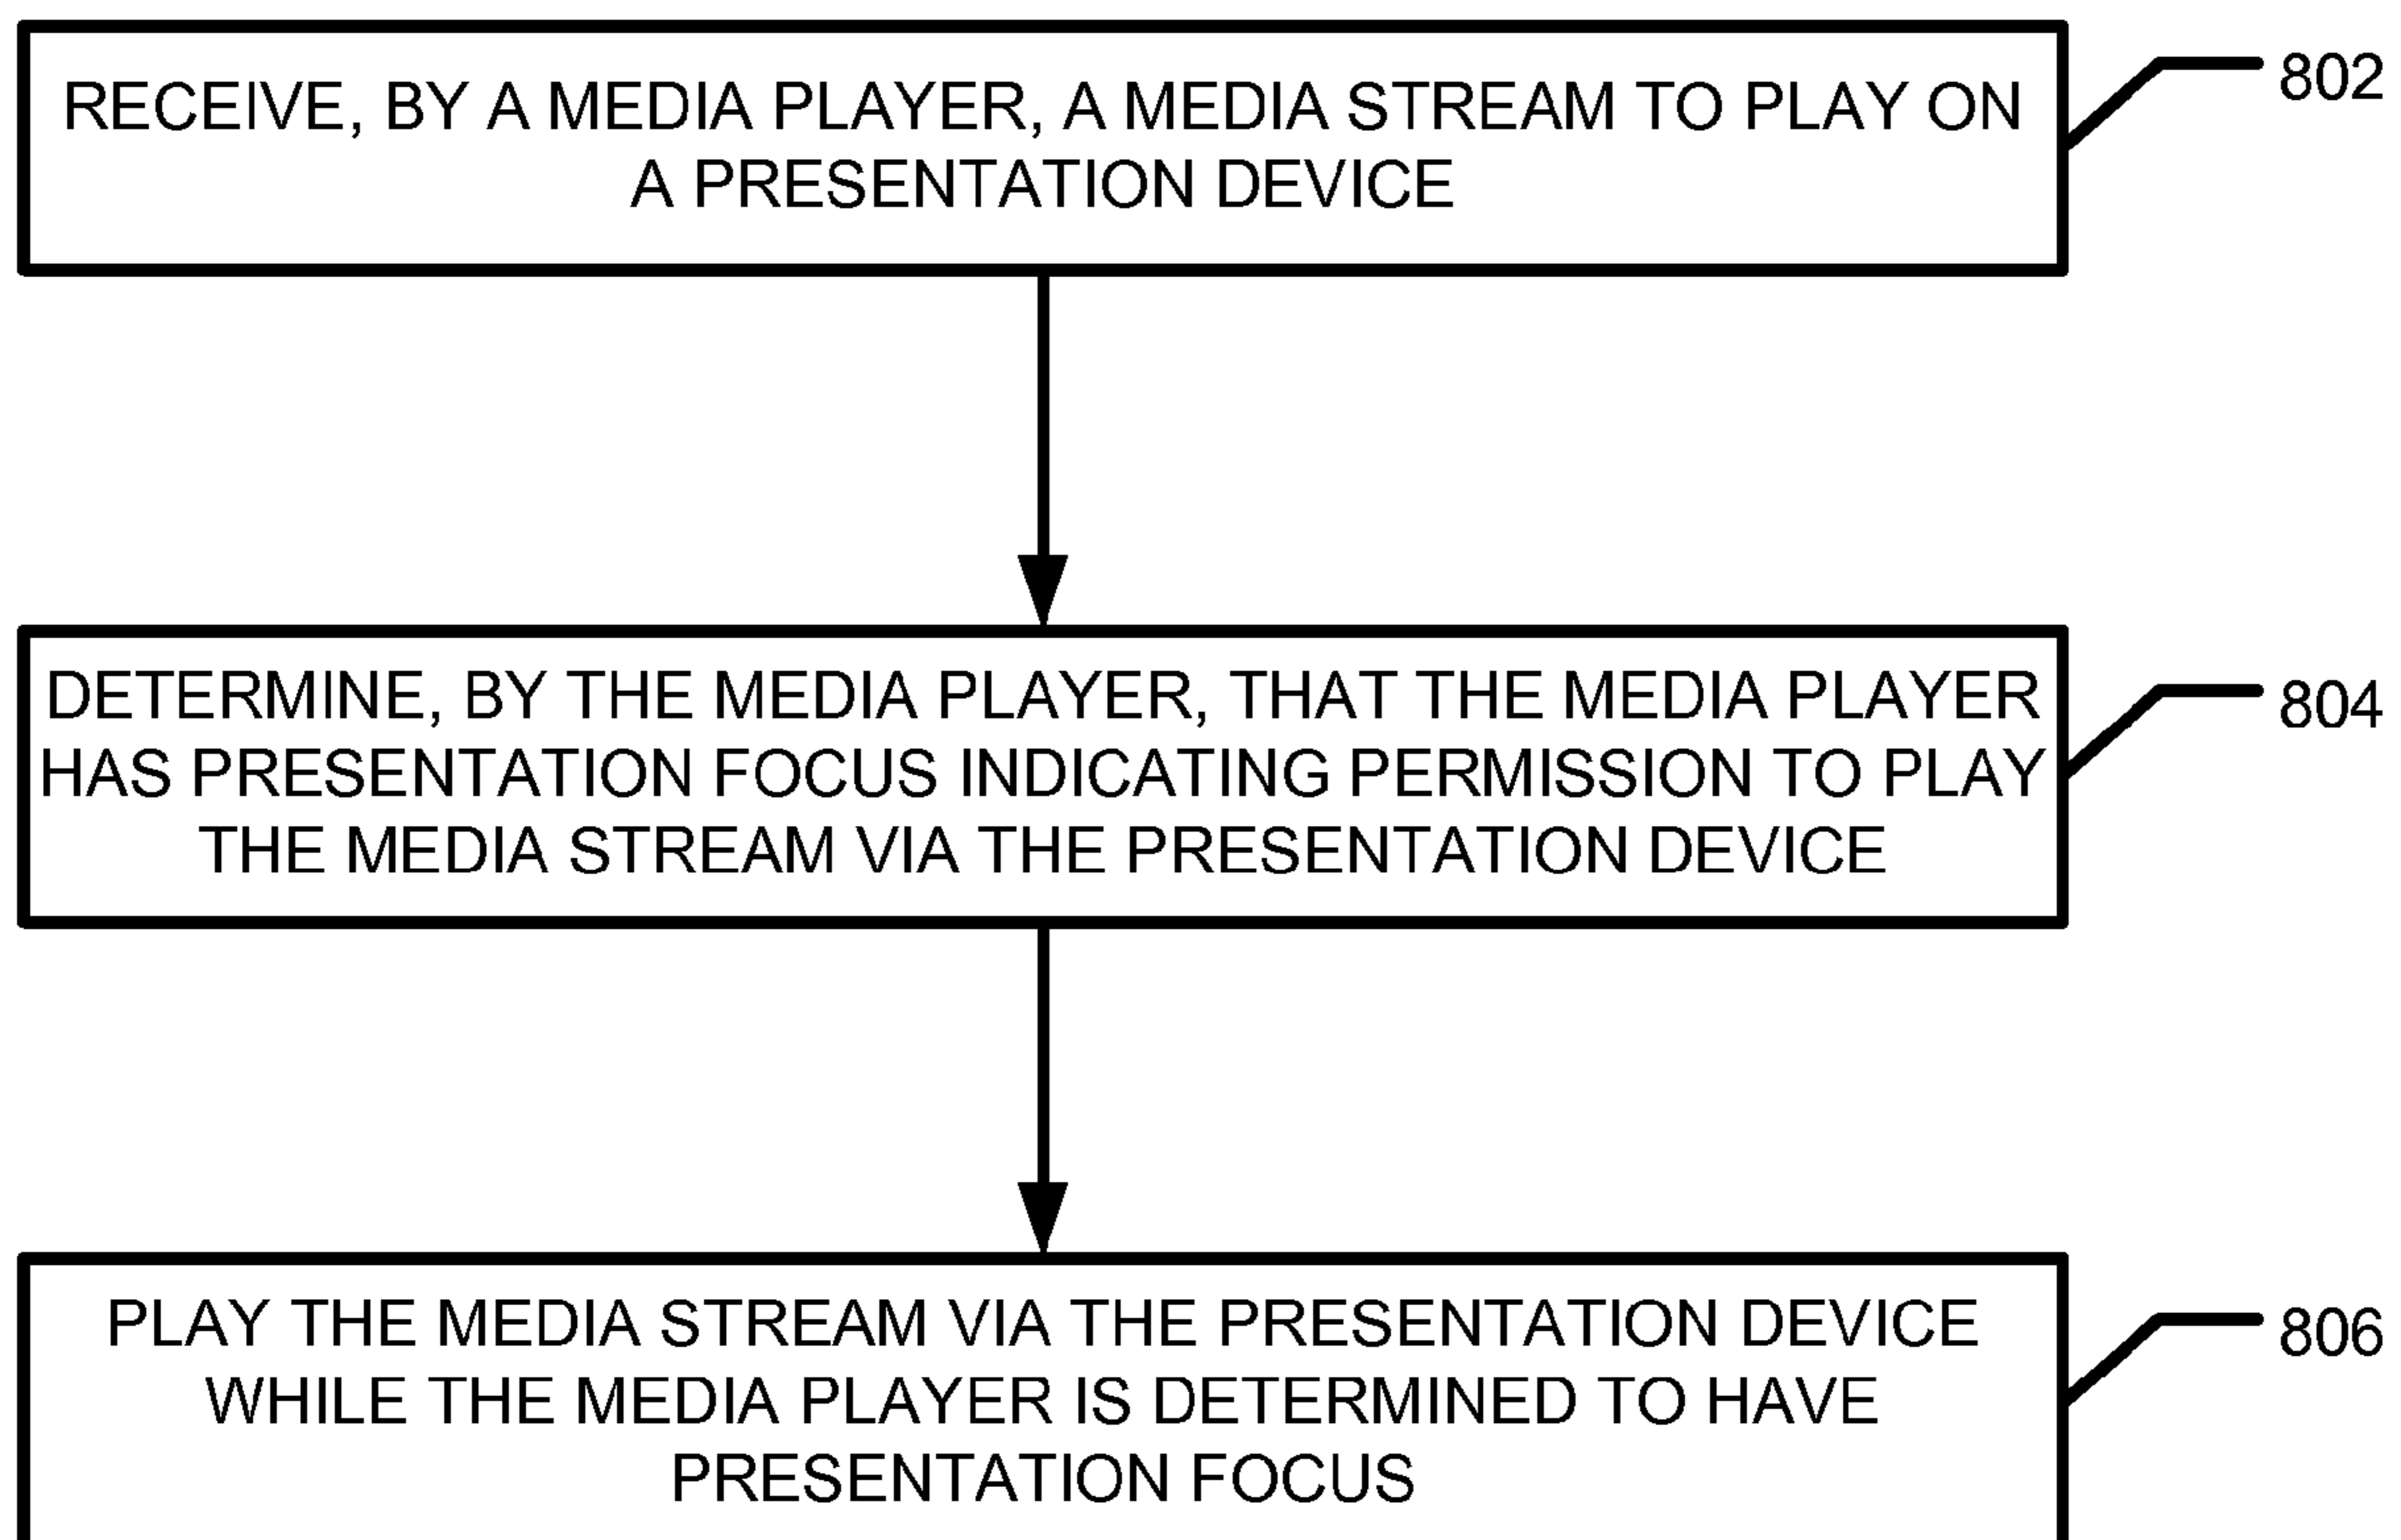 RECEIVE, BY A MEDIA PLAYER, A MEDIA STREAM TO PLAY ON
A PRESENTATION DEVICE
802
DETERMINE, BY THE MEDIA PLAYER, THAT THE MEDIA PLAYER
HAS PRESENTATION FOCUS INDICATING PERMISSION TO PLAY
THE MEDIA STREAM VIA THE PRESENTATION DEVICE
804
PLAY THE MEDIA STREAM VIA THE PRESENTATION DEVICE
WHILE THE MEDIA PLAYER IS DETERMINED TO HAVE
PRESENTATION FOCUS
806